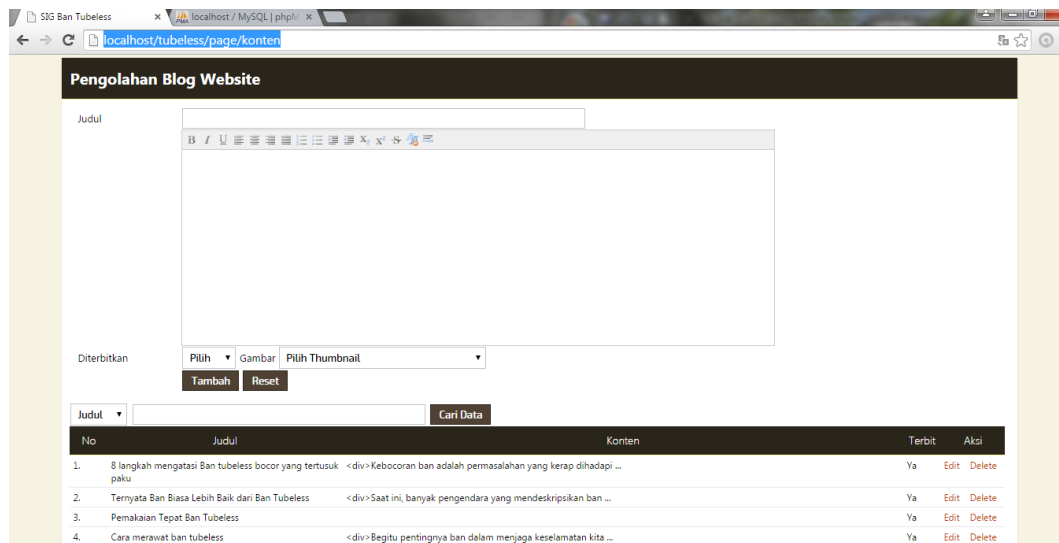 SIG Ban Tubeless
localhost / MySQL | phpM
localhost/tubeless/page/konten
Pengolahan Blog Website
Judul
B I U X₂ X² S
Diterbitkan Pilih Gambar Pilih Thumbnail
Tambah Reset
Judul Cari Data
No Judul Konten Terbit Aksi
1. 8 langkah mengatasi Ban tubeless bocor yang tertusuk <div>Kebocoran ban adalah permasalahan yang kerap dihadapi ... Ya Edit Delete
paku
2. Ternyata Ban Biasa Lebih Baik dari Ban Tubeless <div>Saat ini, banyak pengendara yang mendeskripsikan ban ... Ya Edit Delete
3. Pemakaian Tepat Ban Tubeless Ya Edit Delete
4. Cara merawat ban tubeless <div>Begitu pentingnya ban dalam menjaga keselamatan kita ... Ya Edit Delete